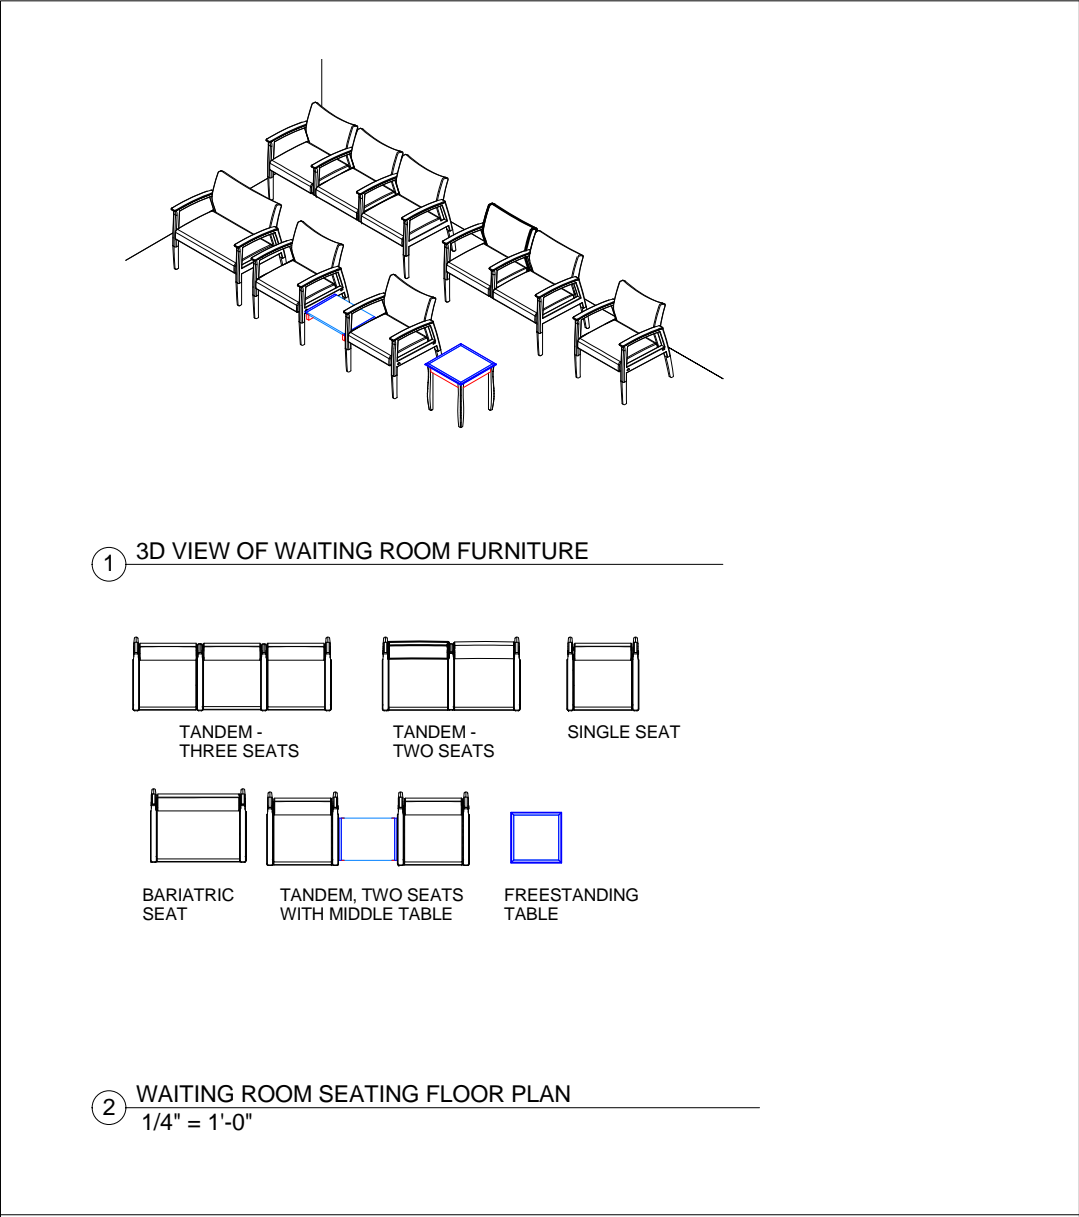 1
3D VIEW OF WAITING ROOM FURNITURE
TANDEM -
THREE SEATS
TANDEM -
TWO SEATS
SINGLE SEAT
BARIATRIC
SEAT
TANDEM, TWO SEATS
WITH MIDDLE TABLE
FREESTANDING
TABLE
2
WAITING ROOM SEATING FLOOR PLAN
1/4" = 1'-0"